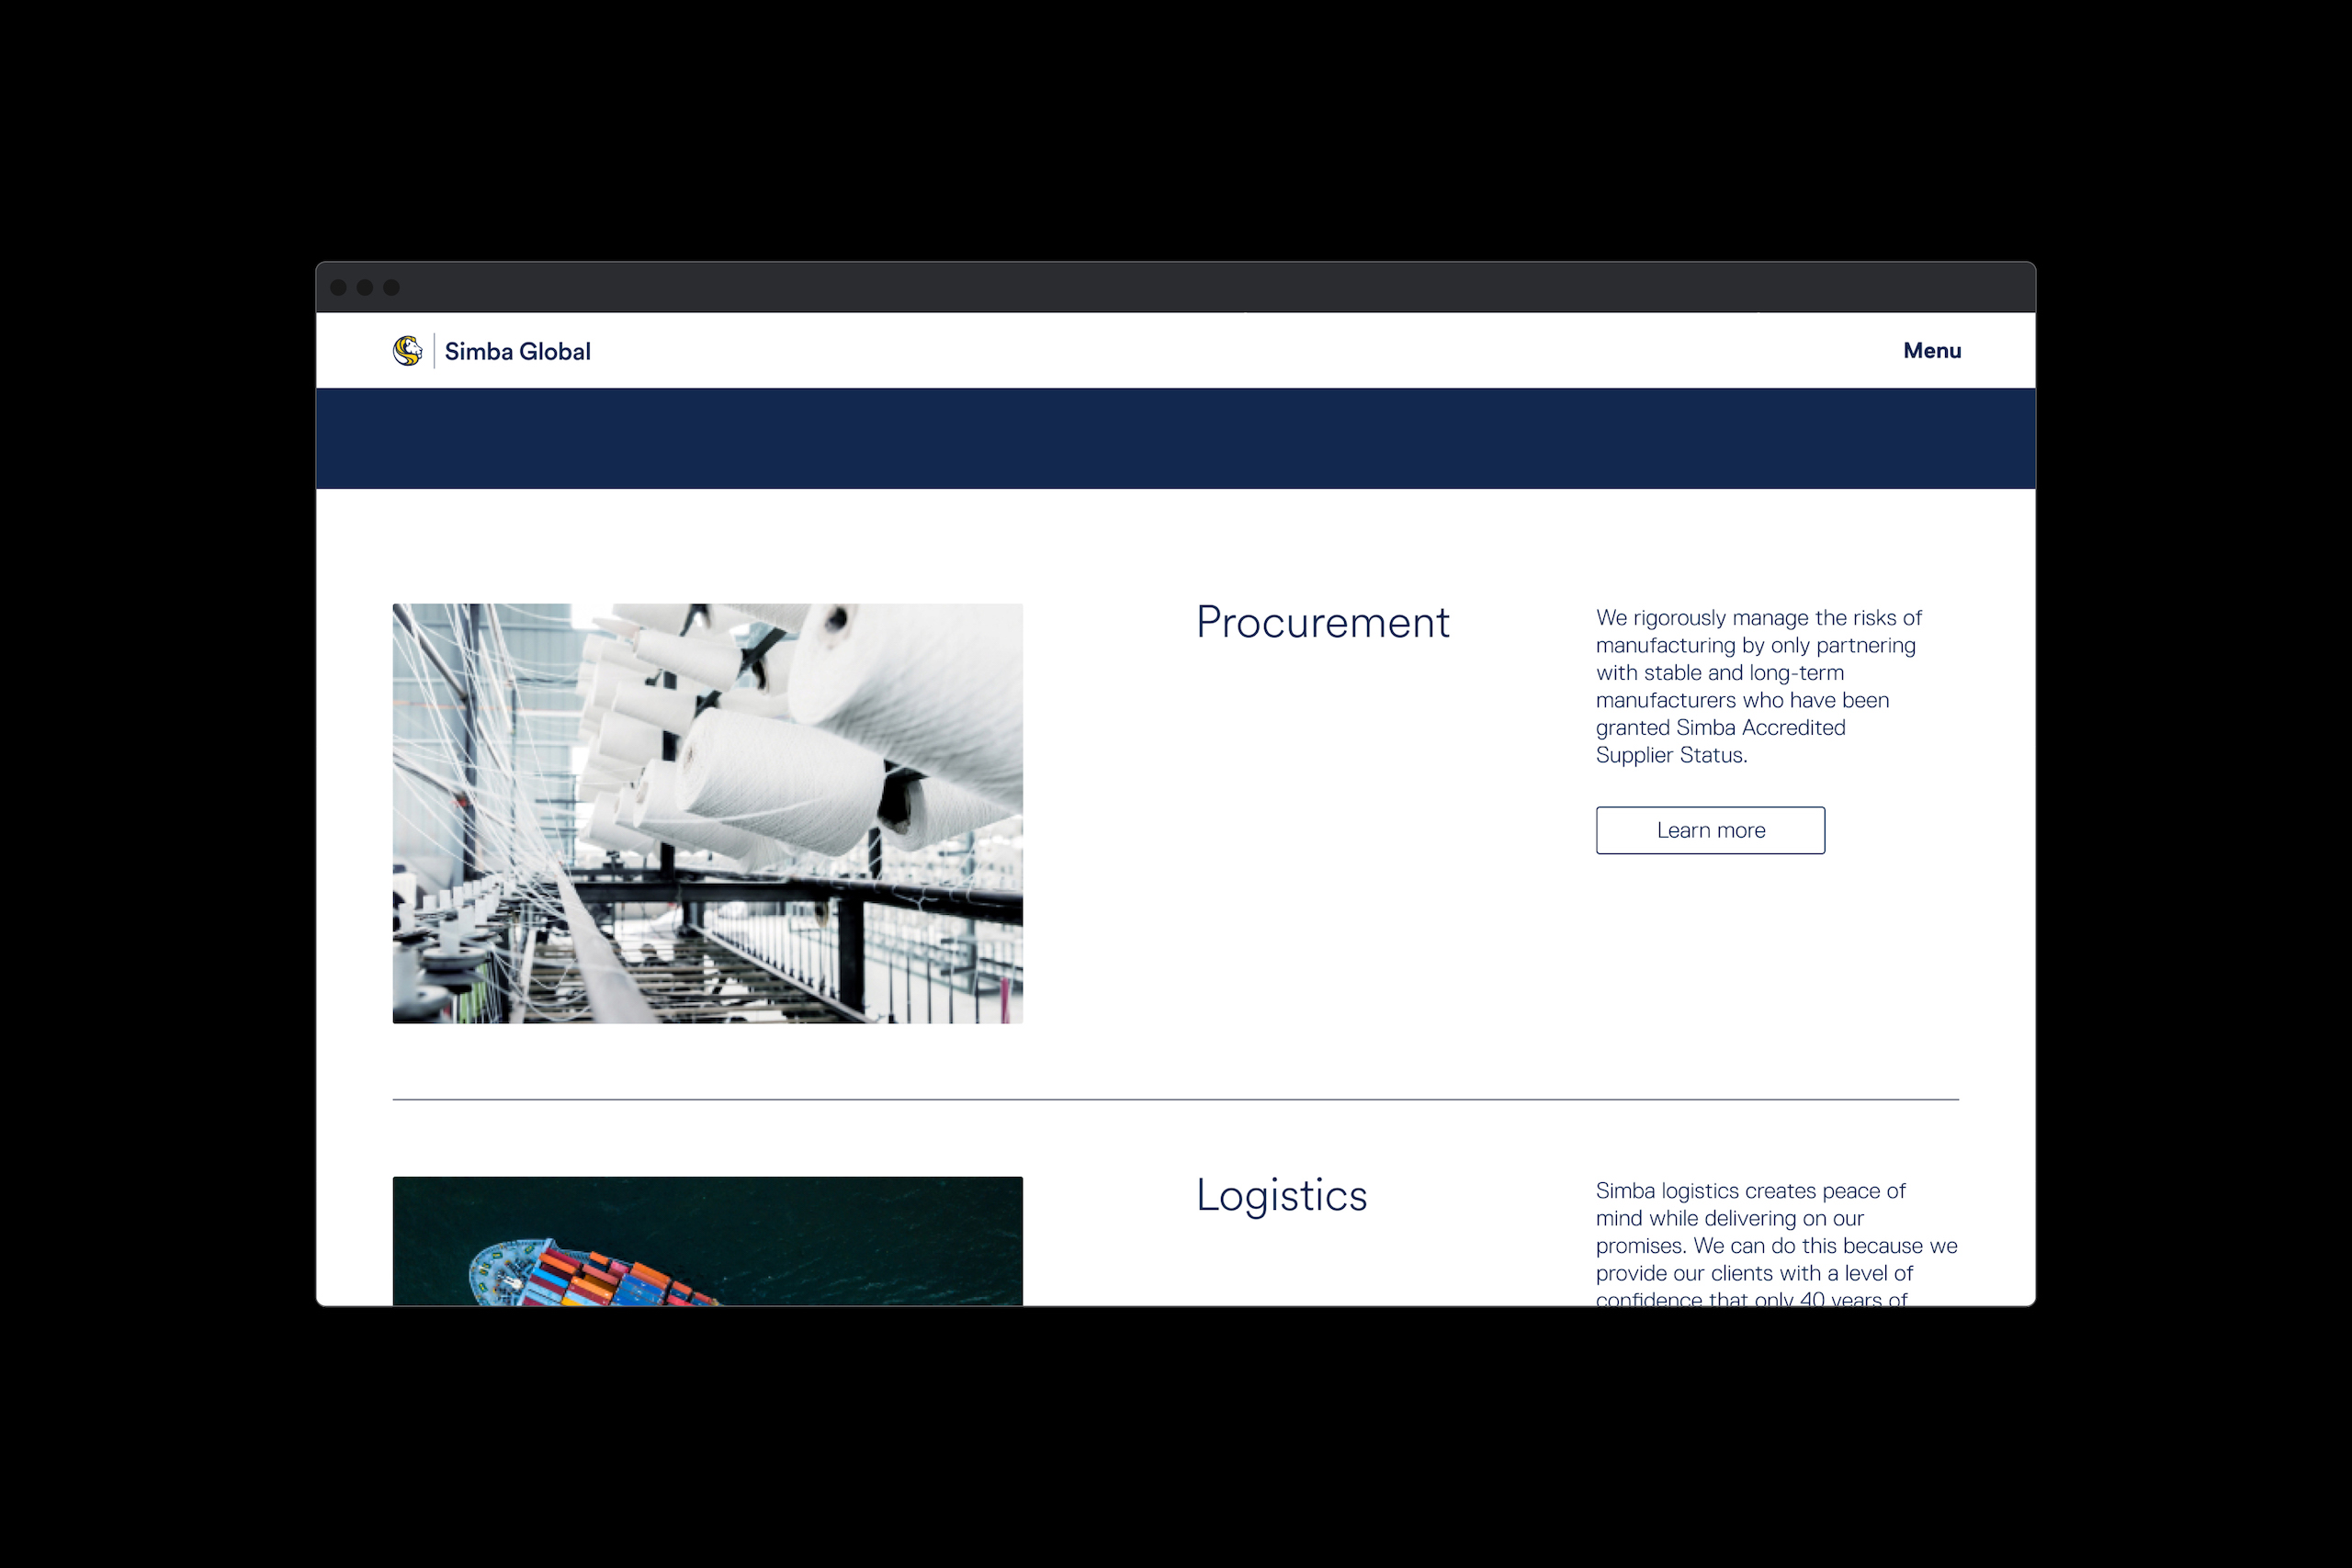 Simba Global
Menu
Procurement
We rigorously manage the risks of
manufacturing by only partnering
with stable and long-term
manufacturers who have been
granted Simba Accredited
Supplier Status.
Learn more
Logistics
Simba logistics creates peace of
mind while delivering on our
promises. We can do this because we
provide our clients with a level of
confidence that only 40 years of